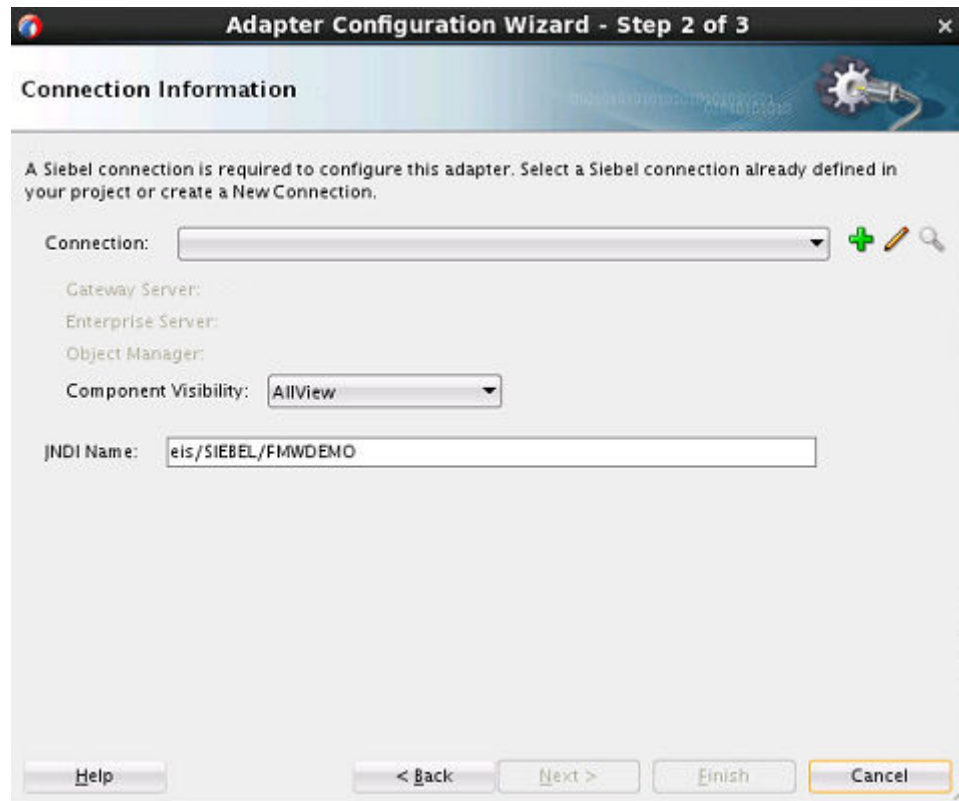 Adapter Configuration Wizard - Step 2 of 3
Connection Information
A Siebel connection is required to configure this adapter. Select a Siebel connection already defined in
your project or create a New Connection.
Connection:
Gateway Server:
Enterprise Server:
Object Manager:
Component Visibility: AllView
JNDI Name: eis/SIEBEL/FMWDEMO
Help < Back Next > Finish Cancel